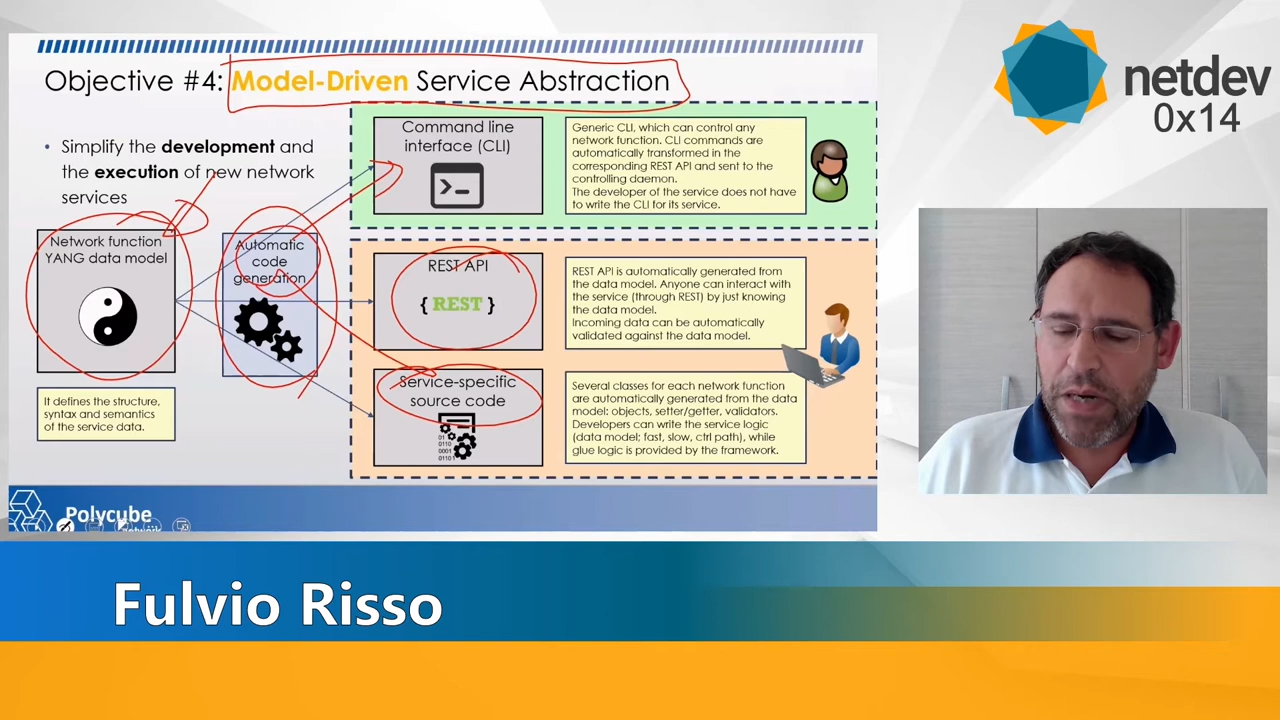 Objective #4: Model-Driven Service Abstraction
• Simplify the development and
the execution of new network
services
Network function
YANG data model
It defines the structure,
syntax and semantics
of the service data.
Automatic
code
generation
Command line
interface (CLI)
Generic CLI, which can control any
network function. CLI commands are
automatically transformed in the
corresponding REST API and sent to the
controlling daemon.
The developer of the service does not have
to write the CLI for its service.
REST API
{ REST }
REST API is automatically generated from
the data model. Anyone can interact with
the service (through REST) by just knowing
the data model.
Incoming data can be automatically
validated against the data model.
Service-specific
source code
01
0110
0001
01101
Several classes for each network function
are automatically generated from the data
model: objects, setter/getter, validators.
Developers can write the service logic
(data model; fast, slow, ctrl path), while
glue logic is provided by the framework.
Polycube
network
netdev
0x14
Fulvio Risso